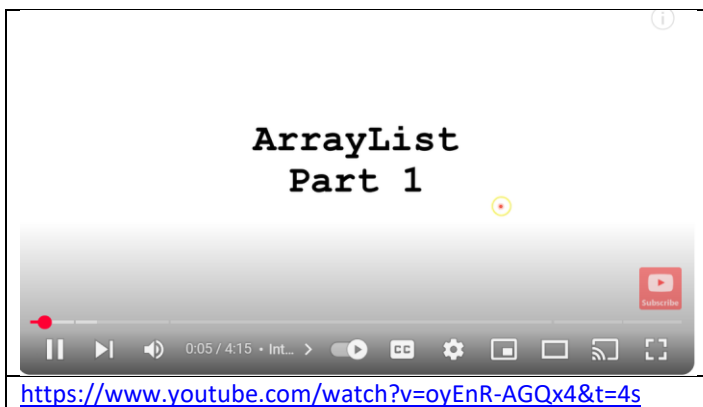 ArrayList
Part 1
Subscribe
0:05 / 4:15 • Int...
CC
https://www.youtube.com/watch?v=oyEnR-AGQx4&t=4s